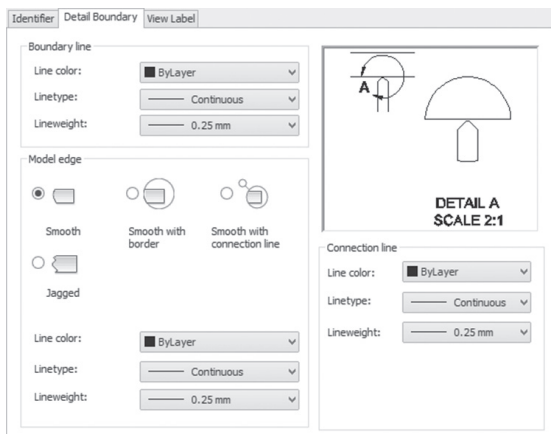 Identifier Detail Boundary View Label
Boundary line
Line color: ByLayer
Linetype: Continuous
Lineweight: 0.25 mm
Model edge
Smooth Smooth with border Smooth with connection line
Jagged
Line color: ByLayer
Linetype: Continuous
Lineweight: 0.25 mm
A
DETAIL A
SCALE 2:1
Connection line
Line color: ByLayer
Linetype: Continuous
Lineweight: 0.25 mm